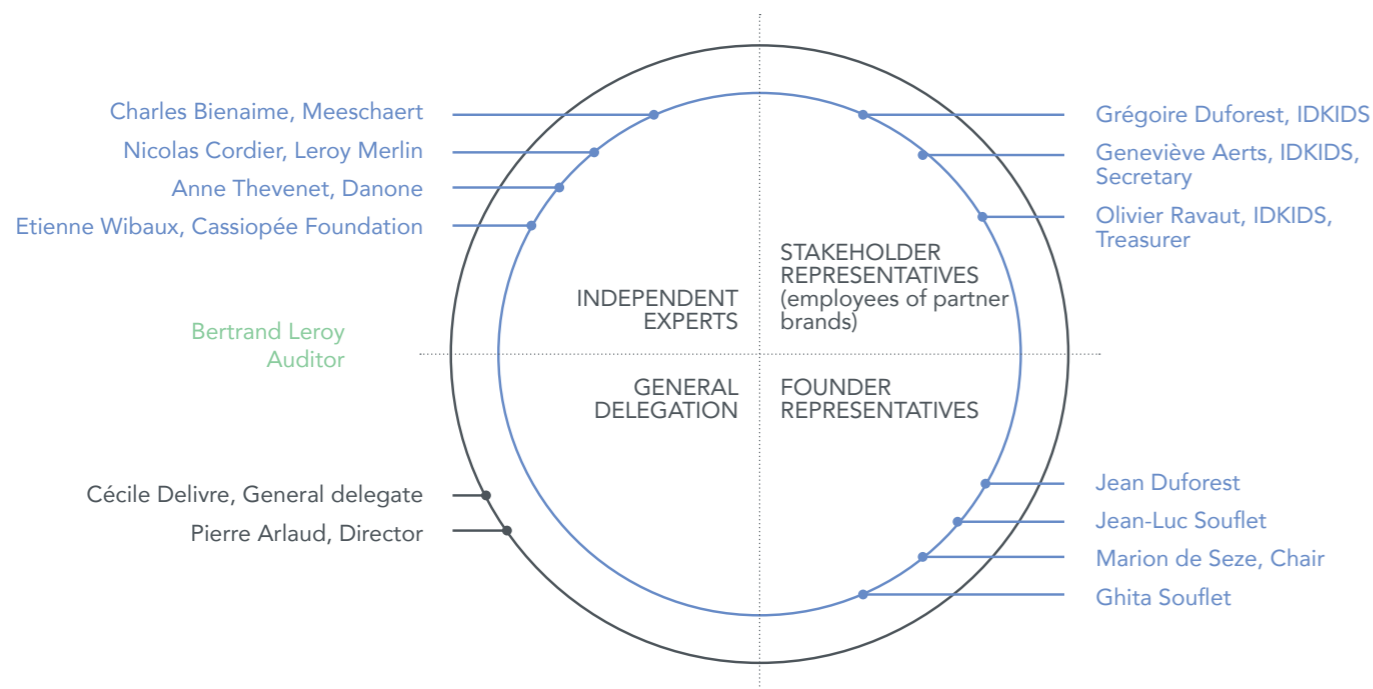 Charles Bienaime, Meeschaert
Nicolas Cordier, Leroy Merlin
Anne Thevenet, Danone
Etienne Wibaux, Cassiopée Foundation
Grégoire Duforest, IDKIDS
Geneviève Aerts, IDKIDS,
Secretary
Olivier Ravaut, IDKIDS,
Treasurer
INDEPENDENT
EXPERTS
STAKEHOLDER
REPRESENTATIVES
(employees of partner
brands)
Bertrand Leroy
Auditor
GENERAL
DELEGATION
FOUNDER
REPRESENTATIVES
Cécile Delivre, General delegate
Pierre Arlaud, Director
Jean Duforest
Jean-Luc Souflet
Marion de Seze, Chair
Ghita Souflet